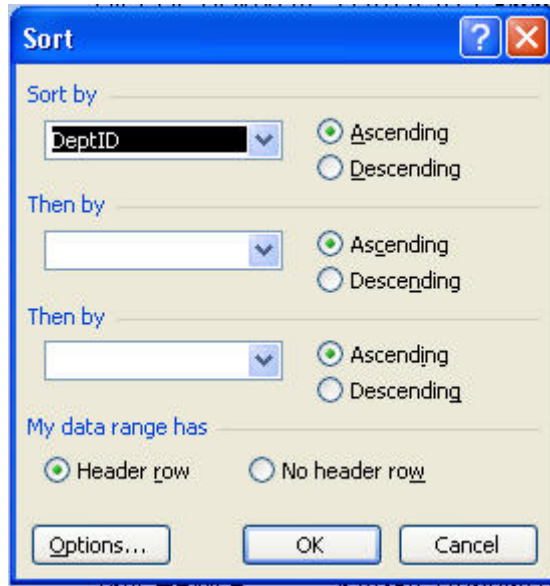 Sort
?
Sort by
DeptID
Ascending
Descending
Then by
Ascending
Descending
Then by
Ascending
Descending
My data range has
Header row
No header row
Options...
OK
Cancel